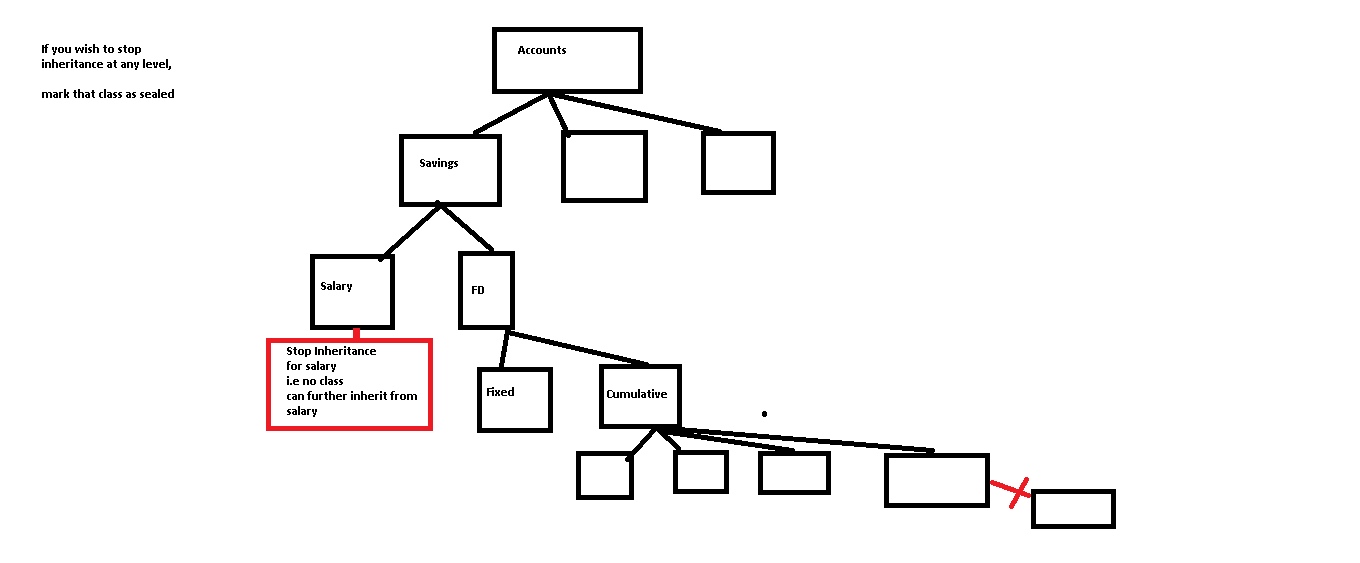 If you wish to stop
inheritance at any level,
mark that class as sealed
Accounts
Savings
Salary
FD
Stop Inheritance
for salary
i.e no class
can further inherit from
salary
Fixed
Cumulative